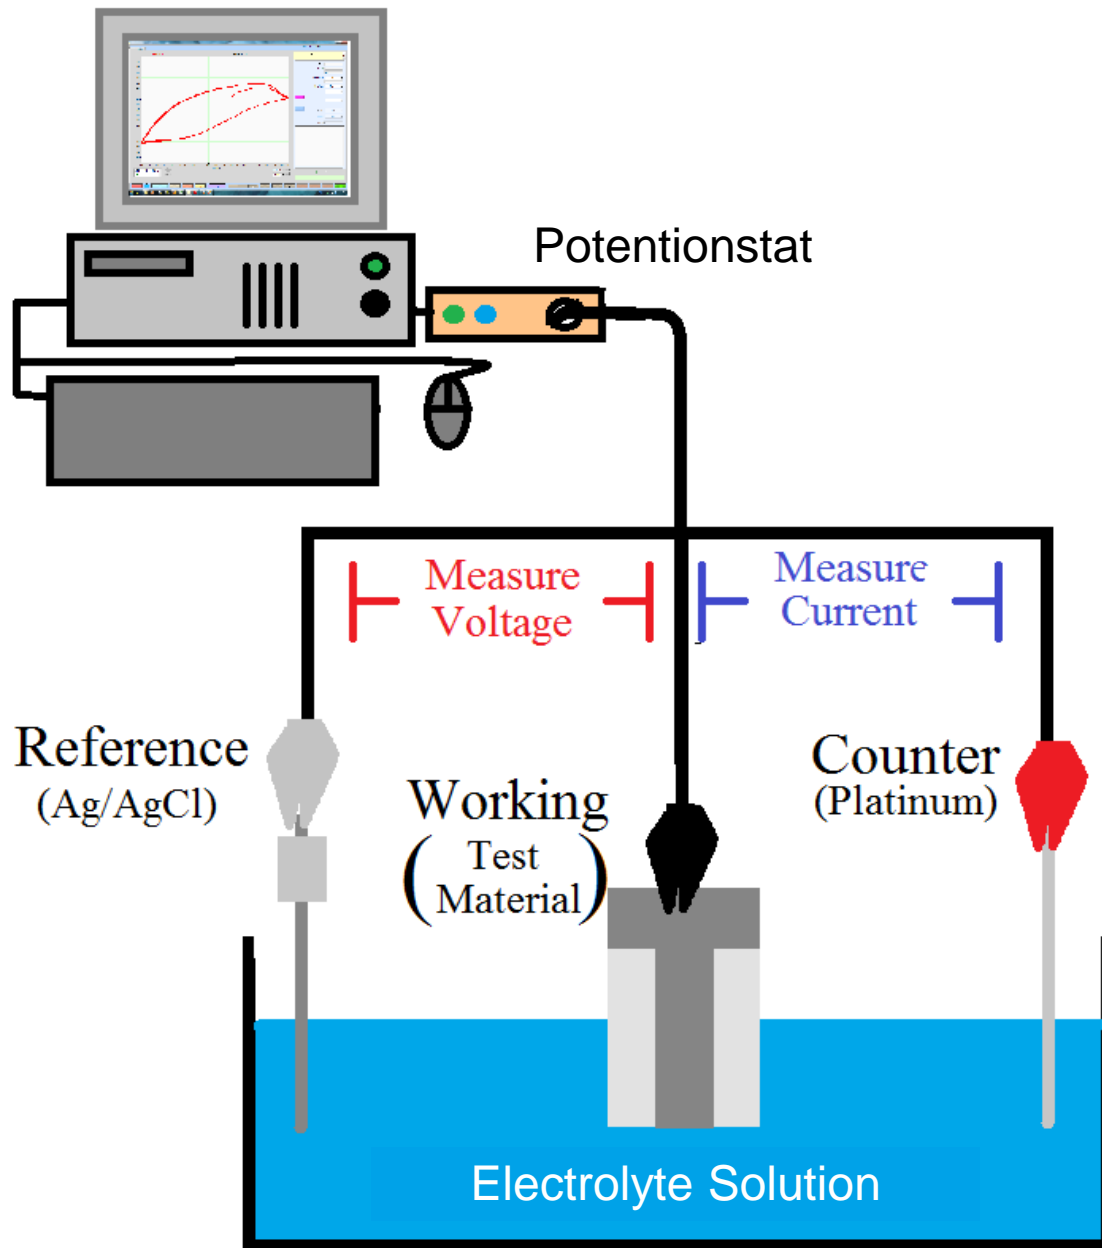 Potentionstat
Measure
Voltage
Measure
Current
Reference
(Ag/AgCl)
Working
(Test
Material)
Counter
(Platinum)
Electrolyte Solution